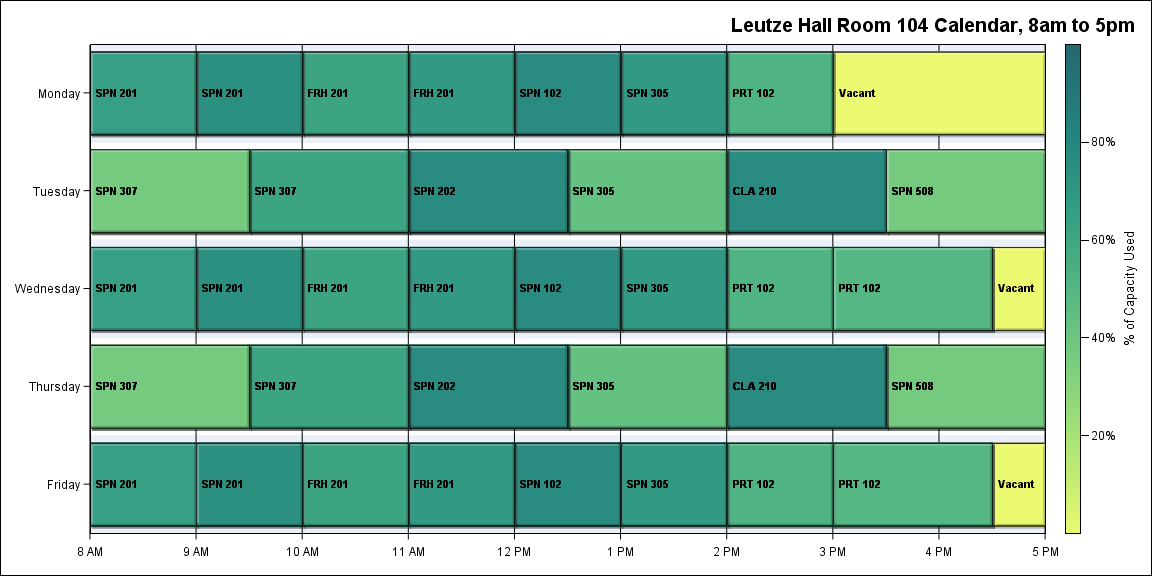 Leutze Hall Room 104 Calendar, 8am to 5pm
Monday SPN 201 SPN 201 FRH 201 FRH 201 SPN 102 SPN 305 PRT 102 Vacant
Tuesday SPN 307 SPN 307 SPN 202 SPN 305 CLA 210 SPN 508
Wednesday SPN 201 SPN 201 FRH 201 FRH 201 SPN 102 SPN 305 PRT 102 PRT 102 Vacant
Thursday SPN 307 SPN 307 SPN 202 SPN 305 CLA 210 SPN 508
Friday SPN 201 SPN 201 FRH 201 FRH 201 SPN 102 SPN 305 PRT 102 PRT 102 Vacant
8 AM 9 AM 10 AM 11 AM 12 PM 1 PM 2 PM 3 PM 4 PM 5 PM
80%
60%
40%
20%
% of Capacity Used